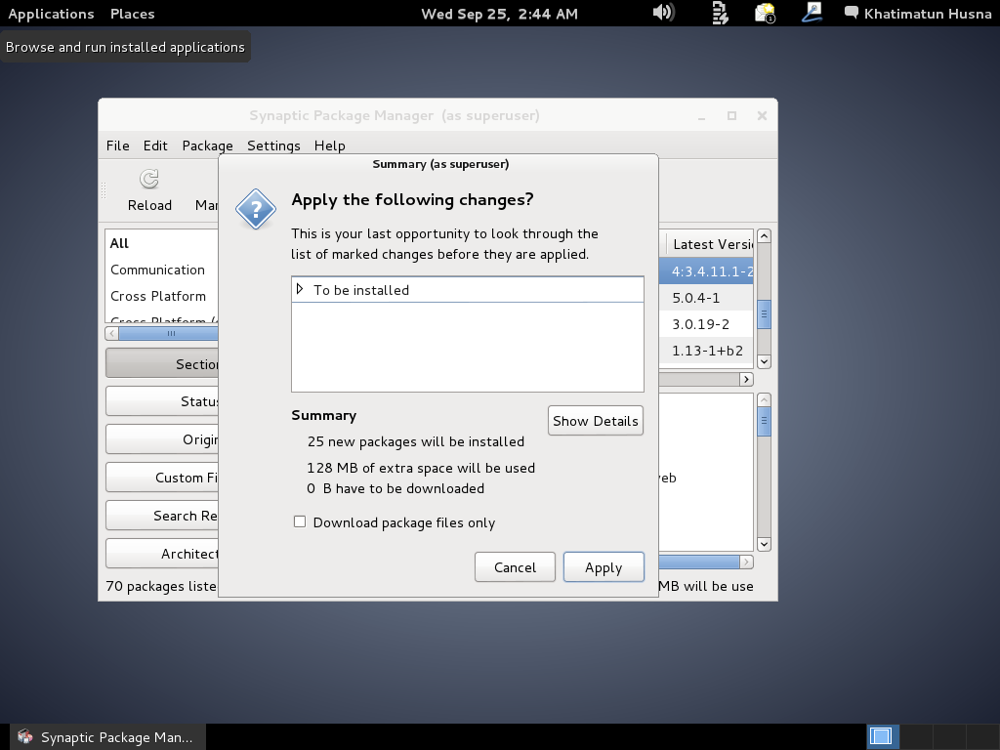 Applications Places Wed Sep 25, 2:44 AM 1 Khatimatun Husna
Browse and run installed applications
Synaptic Package Manager (as superuser)
File Edit Package Settings Help
Summary (as superuser)
Reload
Apply the following changes?
This is your last opportunity to look through the
list of marked changes before they are applied.
All
Communication
Cross Platform
Cross Platform
To be installed
Latest Versi
4:3.4.11.1-2
5.0.4-1
3.0.19-2
1.13-1+b2
Section
Status
Origin
Custom Fi
Search Re
Architect
Summary
Show Details
25 new packages will be installed
128 MB of extra space will be used
0 B have to be downloaded
Download package files only
Cancel Apply
70 packages liste
MB will be use
Synaptic Package Man...